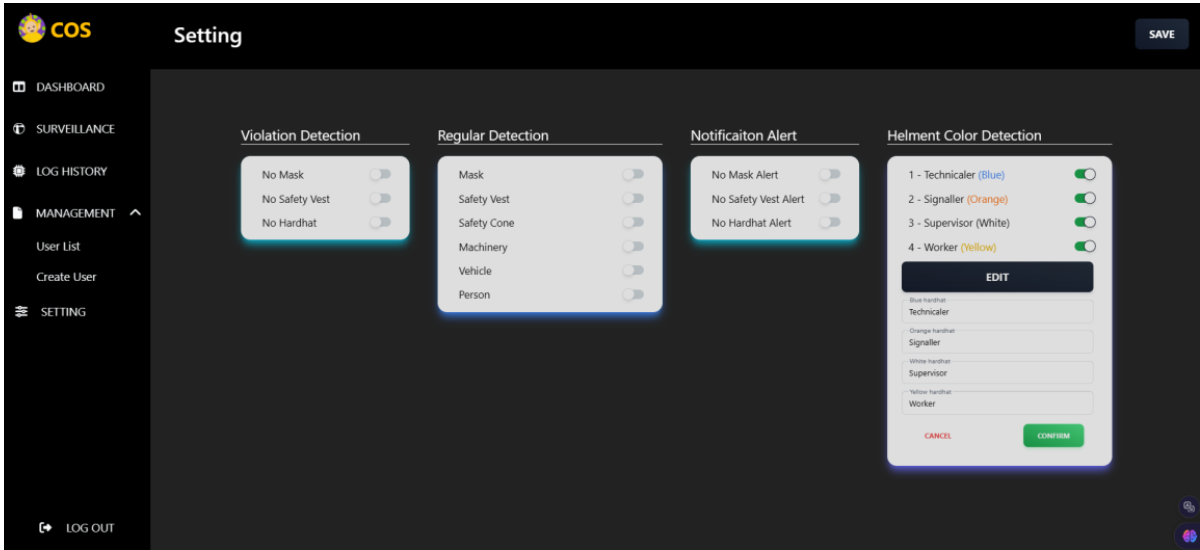 COS
Setting
SAVE
DASHBOARD
SURVEILLANCE
LOG HISTORY
MANAGEMENT
User List
Create User
SETTING
LOG OUT
Violation Detection
No Mask
No Safety Vest
No Hardhat
Regular Detection
Mask
Safety Vest
Safety Cone
Machinery
Vehicle
Person
Notificaiton Alert
No Mask Alert
No Safety Vest Alert
No Hardhat Alert
Helment Color Detection
1 - Technicaler (Blue)
2 - Signaller (Orange)
3 - Supervisor (White)
4 - Worker (Yellow)
EDIT
Blue hardhat
Technicaler
Orange hardhat
Signaller
White hardhat
Supervisor
Yellow hardhat
Worker
CANCEL
CONFIRM